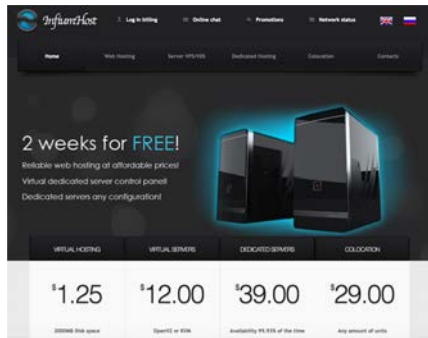 InfiumHost
Log in billing
Online chat
Promotions
Network status
Home
Web Hosting
Server VPS/VDS
Dedicated Hosting
Colocation
Contacts
2 weeks for FREE!
Reliable web hosting at affordable prices!
Virtual dedicated server control panel!
Dedicated servers any configuration!
VIRTUAL HOSTING
VIRTUAL SERVERS
DEDICATED SERVERS
COLOCATION
$1.25
$12.00
$39.00
$29.00
2000MB Disk space
OpenVZ or KVM
Availability 99.93% of the time
Any amount of units